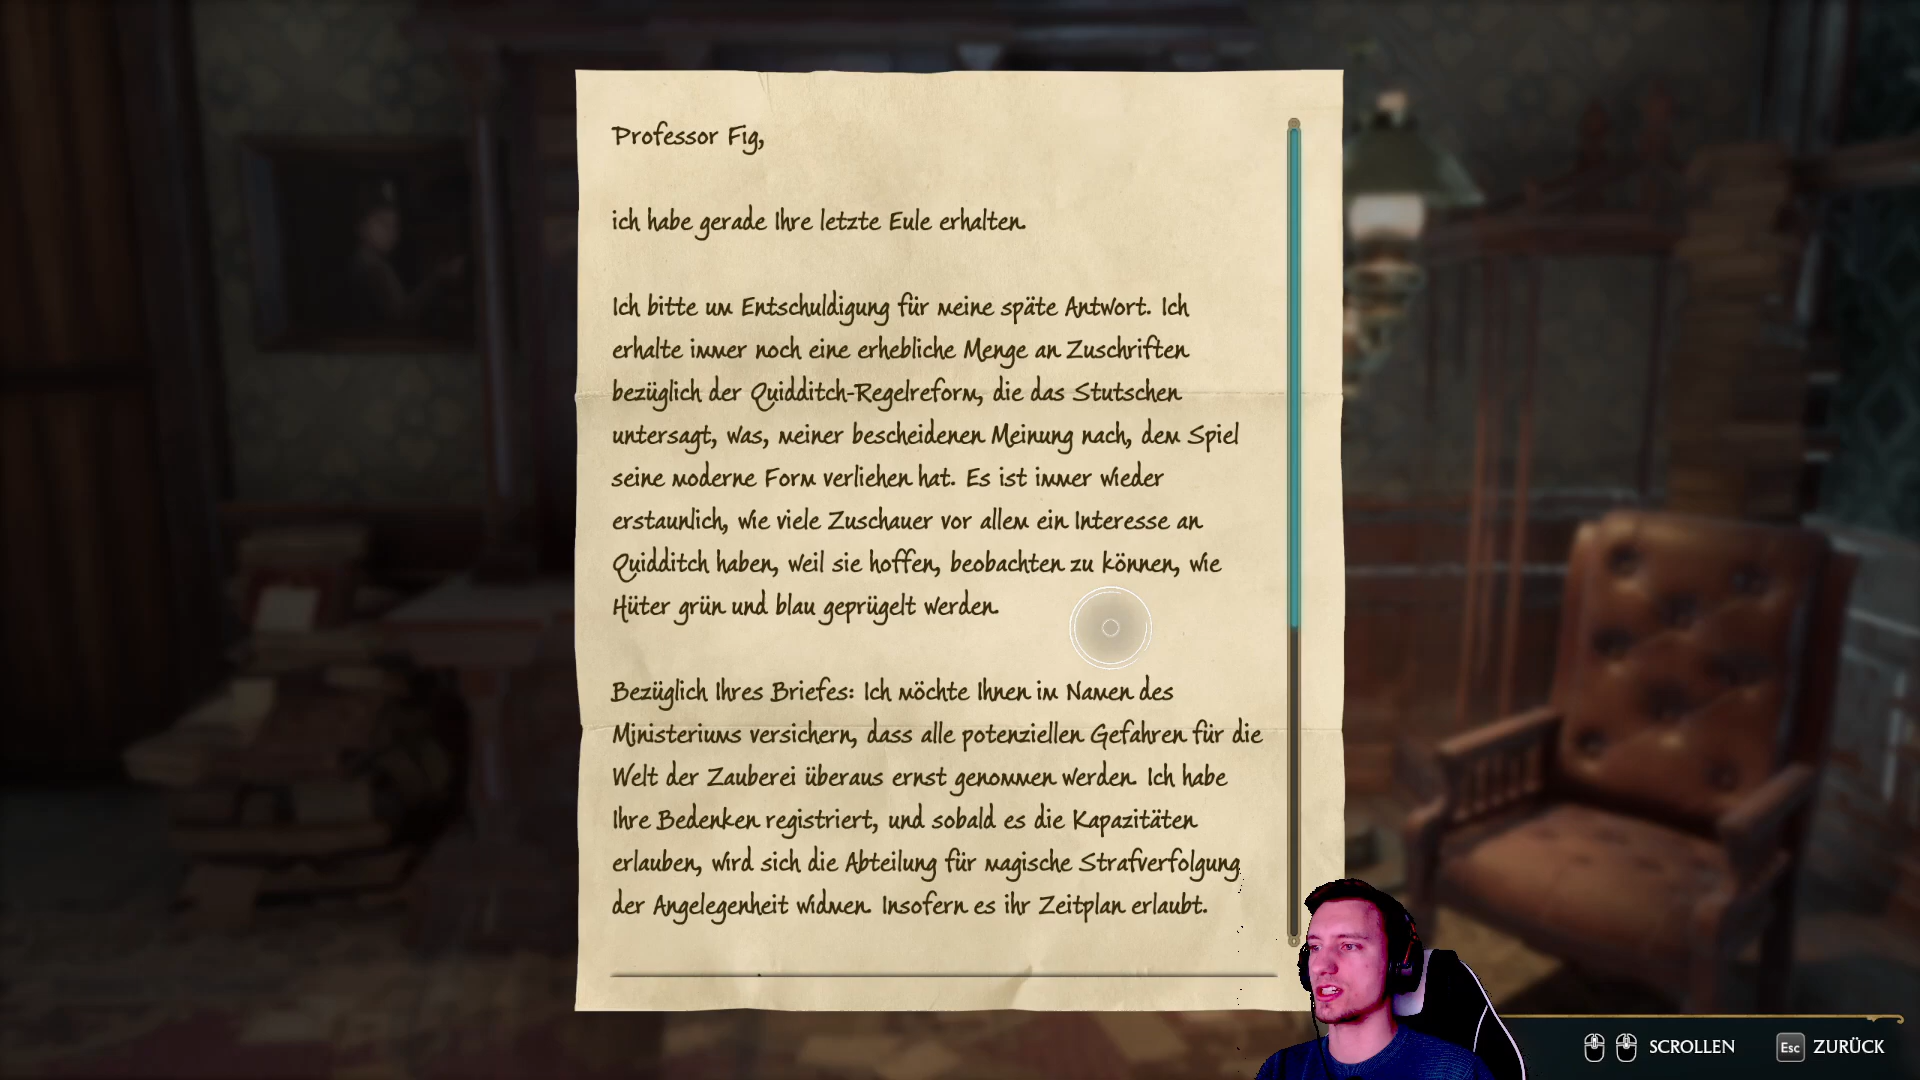 Professor Fig,
ich habe gerade Ihre letzte Eule erhalten.
Ich bitte um Entschuldigung für meine späte Antwort. Ich
erhalte immer noch eine erhebliche Menge an Zuschriften
bezüglich der Quidditch-Regelreform, die das Stutschen
untersagt, was, meiner bescheidenen Meinung nach, dem Spiel
seine moderne Form verliehen hat. Es ist immer wieder
erstaunlich, wie viele Zuschauer vor allem ein Interesse an
Quidditch haben, weil sie hoffen, beobachten zu können, wie
Hüter grün und blau geprügelt werden.
Bezüglich Ihres Briefes: Ich möchte Ihnen im Namen des
Ministeriums versichern, dass alle potenziellen Gefahren für die
Welt der Zauberei überaus ernst genommen werden. Ich habe
Ihre Bedenken registriert, und sobald es die Kapazitäten
erlauben, wird sich die Abteilung für magische Strafverfolgung
der Angelegenheit widmen. Insofern es ihr Zeitplan erlaubt.
SCROLLEN
Esc ZURÜCK